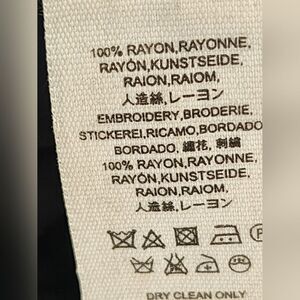 100% RAYON,RAYONNE,
RAYÓN,KUNSTSEIDE,
RAION,RAIOM,
人造絲,レーヨン
EMBROIDERY,BRODERIE,
STICKEREI,RICAMO,BORDADO
BORDADO, 繡花, 刺繍
100% RAYON,RAYONNE,
RAYÓN,KUNSTSEIDE,
RAION,RAIOM,
人造絲,レーヨン
P
DRY CLEAN ONLY